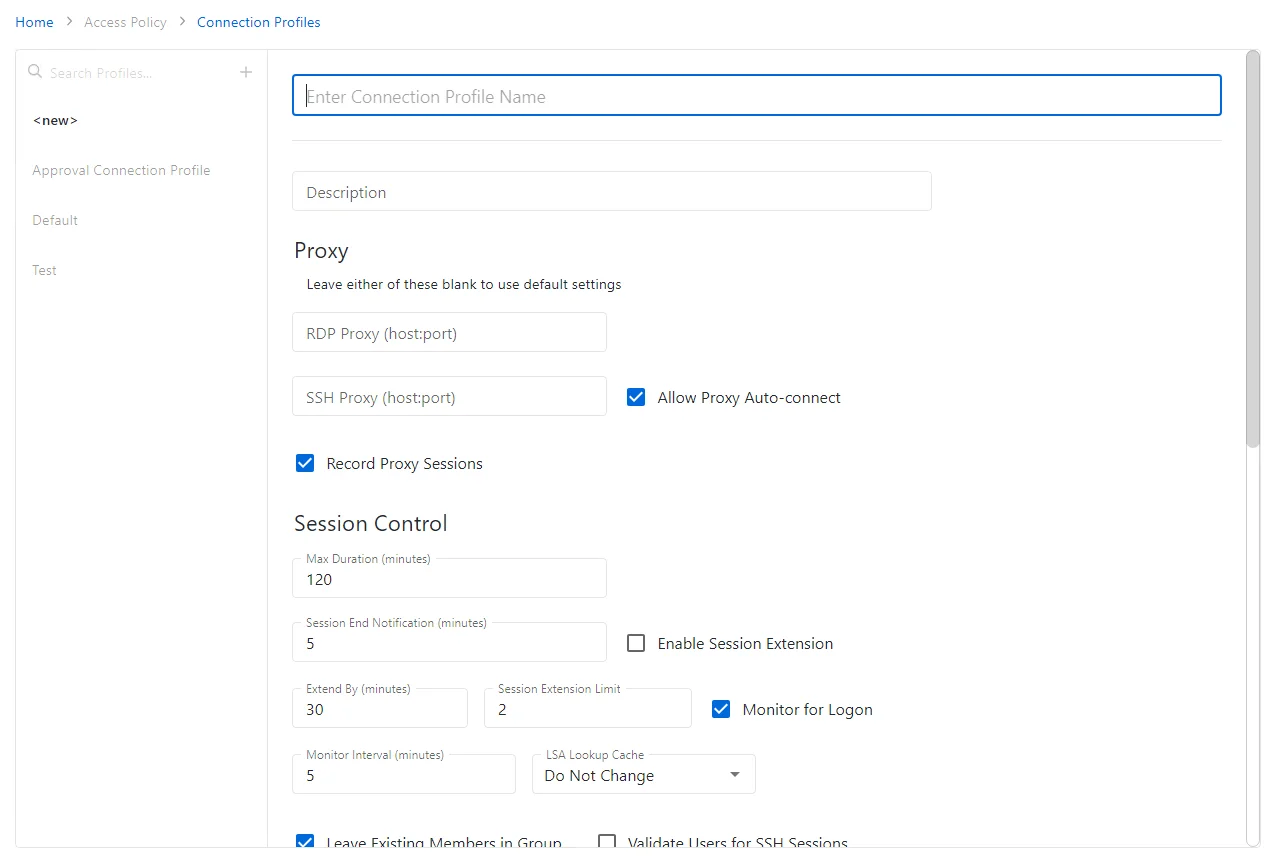 Home > Access Policy > Connection Profiles
Search Profiles...
<new>
Approval Connection Profile
Default
Test
Enter Connection Profile Name
Description
Proxy
Leave either of these blank to use default settings
RDP Proxy (host:port)
SSH Proxy (host:port)
Allow Proxy Auto-connect
Record Proxy Sessions
Session Control
Max Duration (minutes)
120
Session End Notification (minutes)
5
Enable Session Extension
Extend By (minutes)
30
Session Extension Limit
2
Monitor for Logon
Monitor Interval (minutes)
5
LSA Lookup Cache
Do Not Change
Leave Existing Members in Group
Validate Users for SSH Sessions